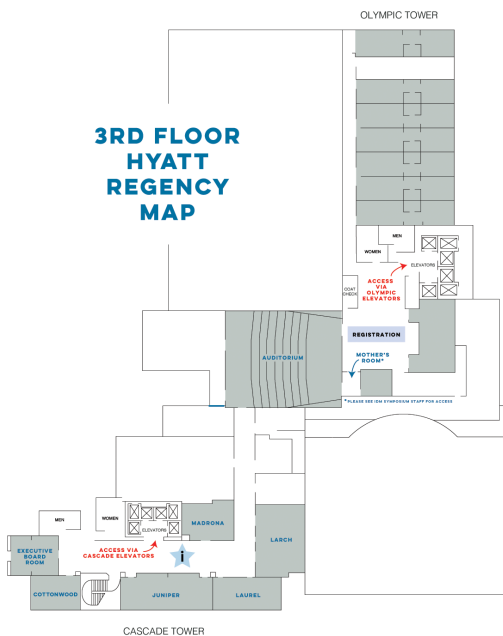 OLYMPIC TOWER
3RD FLOOR
HYATT
REGENCY
MAP
MEN
WOMEN
ELEVATORS
ACCESS
VIA
OLYMPIC
ELEVATORS
COAT
CHECK
REGISTRATION
AUDITORIUM
MOTHER'S
ROOM*
*PLEASE SEE IDM SYMPOSIUM STAFF FOR ACCESS
MEN
WOMEN
ELEVATORS
MADRONA
ACCESS VIA
CASCADE ELEVATORS
i
LARCH
EXECUTIVE
BOARD
ROOM
COTTONWOOD
JUNIPER
LAUREL
CASCADE TOWER